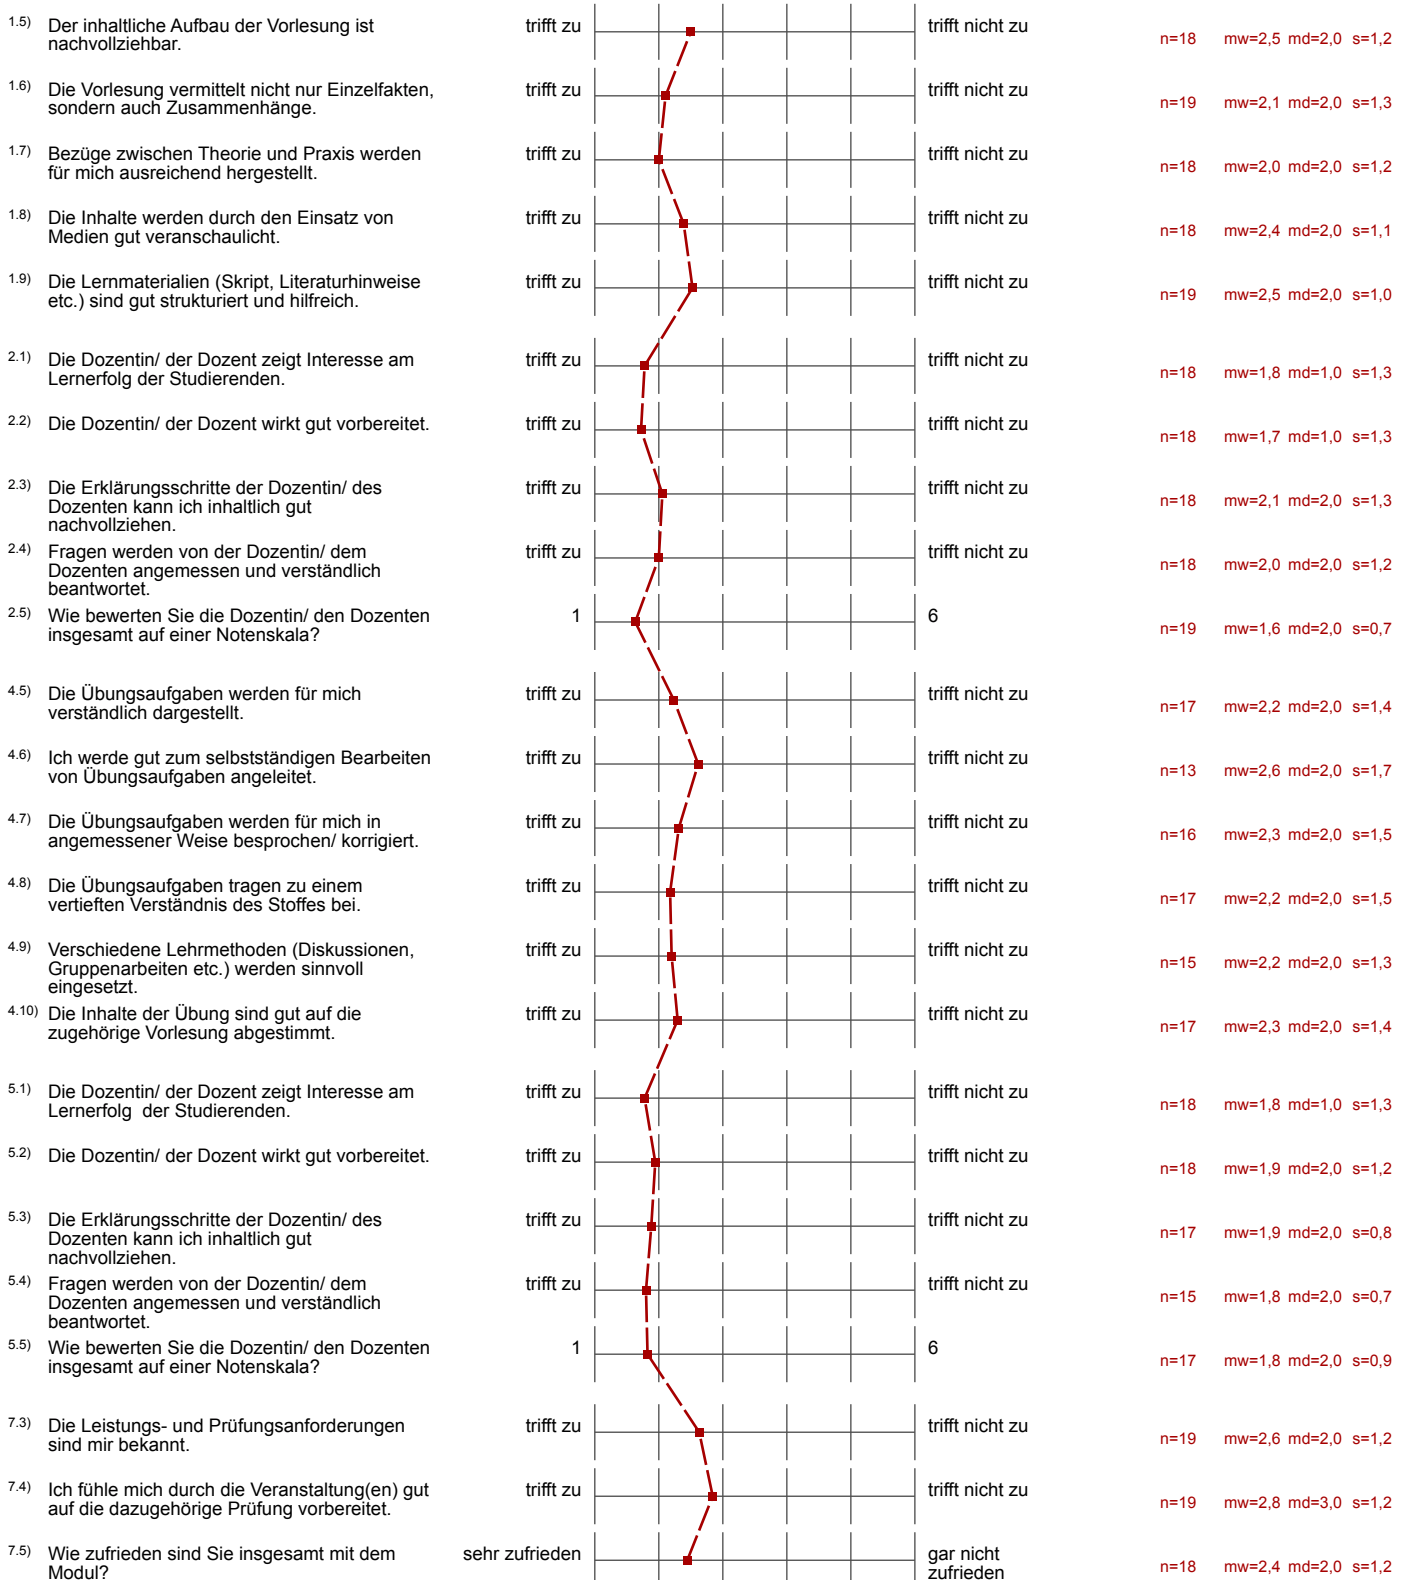 1.5) Der inhaltliche Aufbau der Vorlesung ist trifft zu trifft nicht zu
nachvollziehbar. n=18 mw=2,5 md=2,0 s=1,2
1.6) Die Vorlesung vermittelt nicht nur Einzelfakten, trifft zu trifft nicht zu
sondern auch Zusammenhänge. n=19 mw=2,1 md=2,0 s=1,3
1.7) Bezüge zwischen Theorie und Praxis werden trifft zu trifft nicht zu
für mich ausreichend hergestellt. n=18 mw=2,0 md=2,0 s=1,2
1.8) Die Inhalte werden durch den Einsatz von trifft zu trifft nicht zu
Medien gut veranschaulicht. n=18 mw=2,4 md=2,0 s=1,1
1.9) Die Lernmaterialien (Skript, Literaturhinweise trifft zu trifft nicht zu
etc.) sind gut strukturiert und hilfreich. n=19 mw=2,5 md=2,0 s=1,0
2.1) Die Dozentin/ der Dozent zeigt Interesse am trifft zu trifft nicht zu
Lernerfolg der Studierenden. n=18 mw=1,8 md=1,0 s=1,3
2.2) Die Dozentin/ der Dozent wirkt gut vorbereitet. trifft zu trifft nicht zu
n=18 mw=1,7 md=1,0 s=1,3
2.3) Die Erklärungsschritte der Dozentin/ des trifft zu trifft nicht zu
Dozenten kann ich inhaltlich gut n=18 mw=2,1 md=2,0 s=1,3
nachvollziehen.
2.4) Fragen werden von der Dozentin/ dem trifft zu trifft nicht zu
Dozenten angemessen und verständlich n=18 mw=2,0 md=2,0 s=1,2
beantwortet.
2.5) Wie bewerten Sie die Dozentin/ den Dozenten 1 6
insgesamt auf einer Notenskala? n=19 mw=1,6 md=2,0 s=0,7
4.5) Die Übungsaufgaben werden für mich trifft zu trifft nicht zu
verständlich dargestellt. n=17 mw=2,2 md=2,0 s=1,4
4.6) Ich werde gut zum selbstständigen Bearbeiten trifft zu trifft nicht zu
von Übungsaufgaben angeleitet. n=13 mw=2,6 md=2,0 s=1,7
4.7) Die Übungsaufgaben werden für mich in trifft zu trifft nicht zu
angemessener Weise besprochen/ korrigiert. n=16 mw=2,3 md=2,0 s=1,5
4.8) Die Übungsaufgaben tragen zu einem trifft zu trifft nicht zu
vertieften Verständnis des Stoffes bei. n=17 mw=2,2 md=2,0 s=1,5
4.9) Verschiedene Lehrmethoden (Diskussionen, trifft zu trifft nicht zu
Gruppenarbeiten etc.) werden sinnvoll n=15 mw=2,2 md=2,0 s=1,3
eingesetzt.
4.10) Die Inhalte der Übung sind gut auf die trifft zu trifft nicht zu
zugehörige Vorlesung abgestimmt. n=17 mw=2,3 md=2,0 s=1,4
5.1) Die Dozentin/ der Dozent zeigt Interesse am trifft zu trifft nicht zu
Lernerfolg der Studierenden. n=18 mw=1,8 md=1,0 s=1,3
5.2) Die Dozentin/ der Dozent wirkt gut vorbereitet. trifft zu trifft nicht zu
n=18 mw=1,9 md=2,0 s=1,2
5.3) Die Erklärungsschritte der Dozentin/ des trifft zu trifft nicht zu
Dozenten kann ich inhaltlich gut n=17 mw=1,9 md=2,0 s=0,8
nachvollziehen.
5.4) Fragen werden von der Dozentin/ dem trifft zu trifft nicht zu
Dozenten angemessen und verständlich n=15 mw=1,8 md=2,0 s=0,7
beantwortet.
5.5) Wie bewerten Sie die Dozentin/ den Dozenten 1 6
insgesamt auf einer Notenskala? n=17 mw=1,8 md=2,0 s=0,9
7.3) Die Leistungs- und Prüfungsanforderungen trifft zu trifft nicht zu
sind mir bekannt. n=19 mw=2,6 md=2,0 s=1,2
7.4) Ich fühle mich durch die Veranstaltung(en) gut trifft zu trifft nicht zu
auf die dazugehörige Prüfung vorbereitet. n=19 mw=2,8 md=3,0 s=1,2
7.5) Wie zufrieden sind Sie insgesamt mit dem sehr zufrieden gar nicht
Modul? zufrieden n=18 mw=2,4 md=2,0 s=1,2